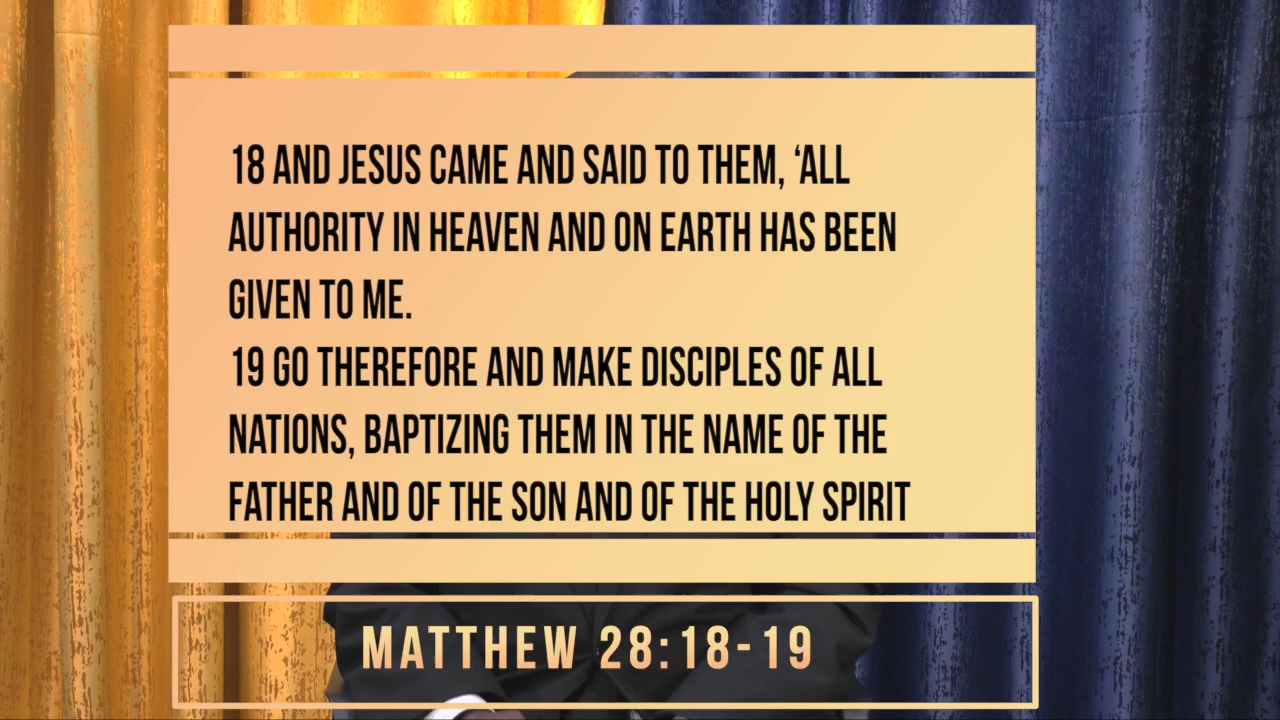 18 AND JESUS CAME AND SAID TO THEM, ‘ALL
AUTHORITY IN HEAVEN AND ON EARTH HAS BEEN
GIVEN TO ME.
19 GO THEREFORE AND MAKE DISCIPLES OF ALL
NATIONS, BAPTIZING THEM IN THE NAME OF THE
FATHER AND OF THE SON AND OF THE HOLY SPIRIT
MATTHEW 28:18-19